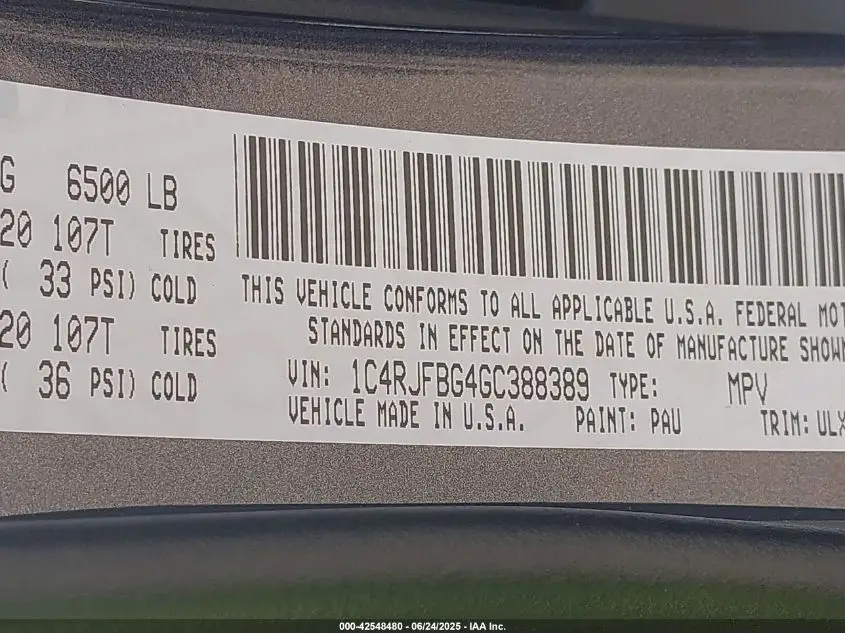 G 6500 LB
20 107T TIRES
( 33 PSI) COLD
20 107T TIRES
( 36 PSI) COLD
THIS VEHICLE CONFORMS TO ALL APPLICABLE U.S.A. FEDERAL MOT
STANDARDS IN EFFECT ON THE DATE OF MANUFACTURE SHOWN
VIN: 1C4RJFBG4GC388389 TYPE: MPV
VEHICLE MADE IN U.S.A. PAINT: PAU TRIM: ULX
000-42548480 - 06/24/2025 - IAA Inc.